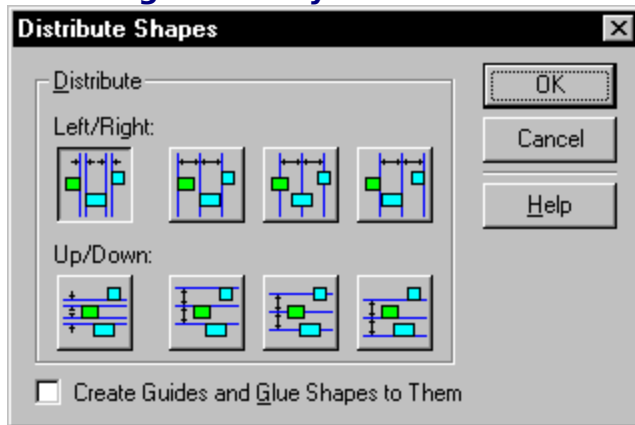 Distribute Shapes
Distribute
OK
Left/Right:
Cancel
Help
Up/Down:
Create Guides and Glue Shapes to Them